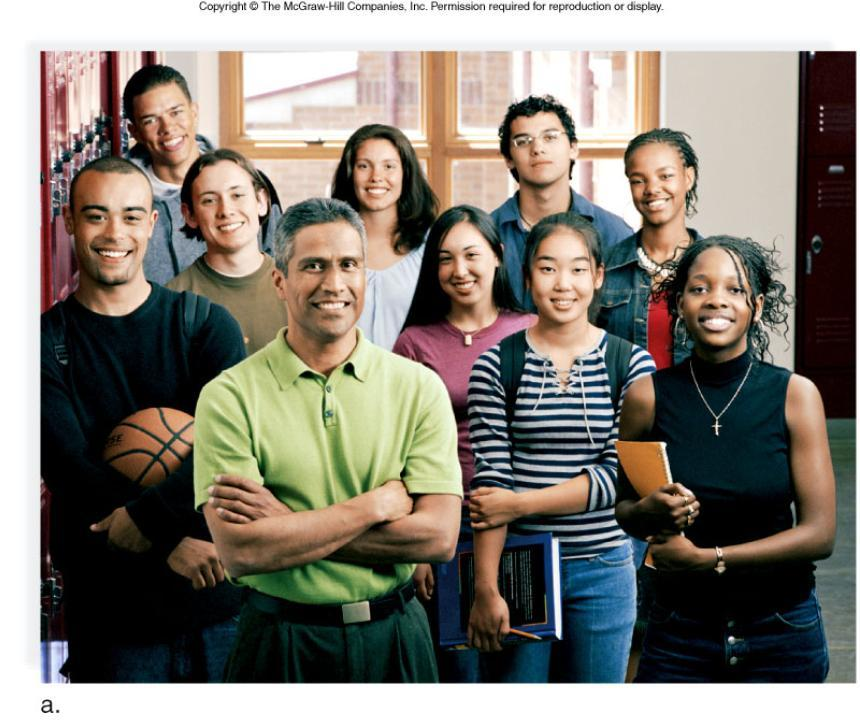 Copyright © The McGraw-Hill Companies, Inc. Permission required for reproduction or display.
a.